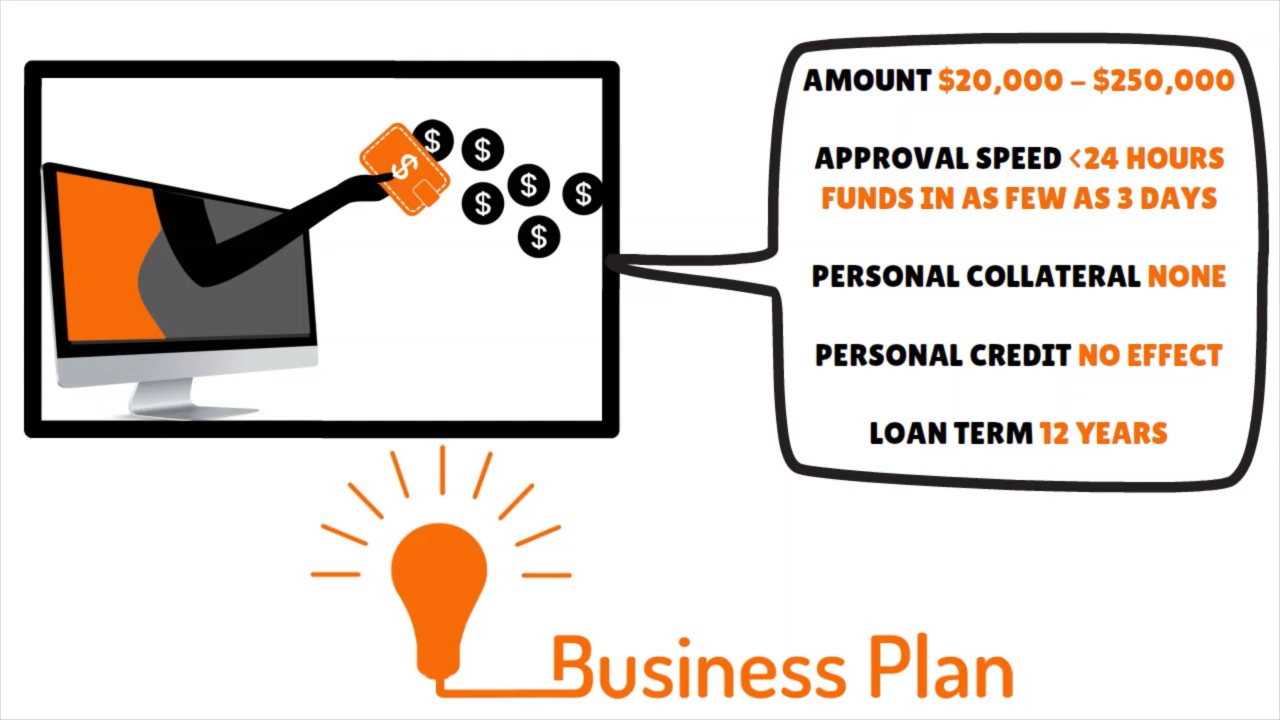 AMOUNT $20,000 – $250,000
APPROVAL SPEED <24 HOURS
FUNDS IN AS FEW AS 3 DAYS
PERSONAL COLLATERAL NONE
PERSONAL CREDIT NO EFFECT
LOAN TERM 12 YEARS
$ $ $ $ $ $ $
Business Plan